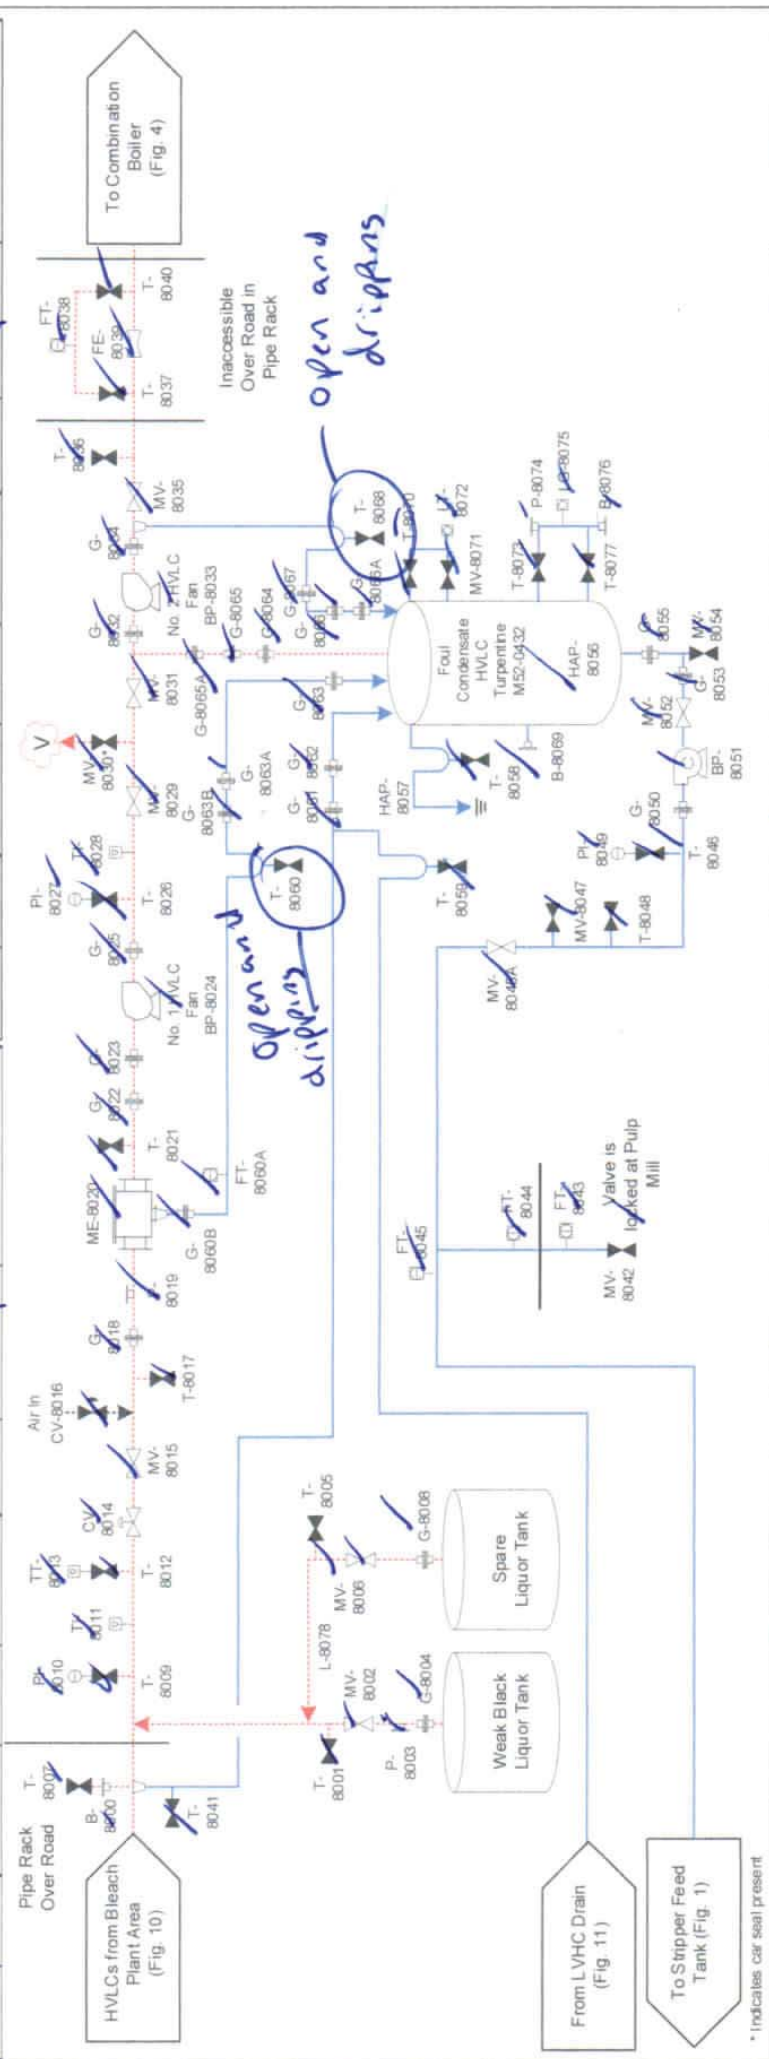 Pipe Rack
Over Road
HVLCs from Bleach
Plant Area
(Fig. 10)
T-
8007
B-
8000
T-
8041
PI-
8010
T-
8009
8011
TT-
8013
T-
8012
CV-
8014
MV-
8015
Air In
CV-8016
T-8017
G-
8018
8019
ME-8020
T-
8021
G-
8022
G-
8023
No. 1 HVLC
Fan
BP-8024
G-
8025
PI-
8027
T-
8026
8028
MV-
8029
MV-
8030*
V
MV-
8031
G-
8032
No. 2 HVLC
Fan
BP-8033
G-
8034
MV-
8035
T-
8036
T-
8037
FT-
8038
FE-
8039
T-
8040
Inaccessible
Over Road in
Pipe Rack
To Combination
Boiler
(Fig. 4)
G-
8060B
FT-
8060A
T-
8060
open and
dripping
G-
8063B
G-
8063A
G-
8063
G-8065A
G-8065
G-8064
G-8067
G-
8066
G-
8066A
T-
8068
open and
dripping
T-8070
8072
MV-8071
T-8073
P-8074
LG-8075
B-8076
T-8077
Foul
Condensate
HVLC
Turpentine
M52-0432
HAP-
8056
HAP-
8057
T-
8058
B-8069
G-
8061
G-
8062
T-
8059
G-
8055
MV-
8054
G-
8053
MV-
8052
BP-
8051
G-
8050
PI-
8049
T-
8046
MV-8047
T-8048
MV-
8048A
FT-
8045
FT-
8044
FT-
8043
MV-
8042
Valve is
locked at Pulp
Mill
T-
8001
MV-
8002
P-
8003
G-8004
Weak Black
Liquor Tank
L-8078
T-
8005
MV-
8006
G-8008
Spare
Liquor Tank
From LVHC Drain
(Fig. 11)
To Stripper Feed
Tank (Fig. 1)
* Indicates car seal present